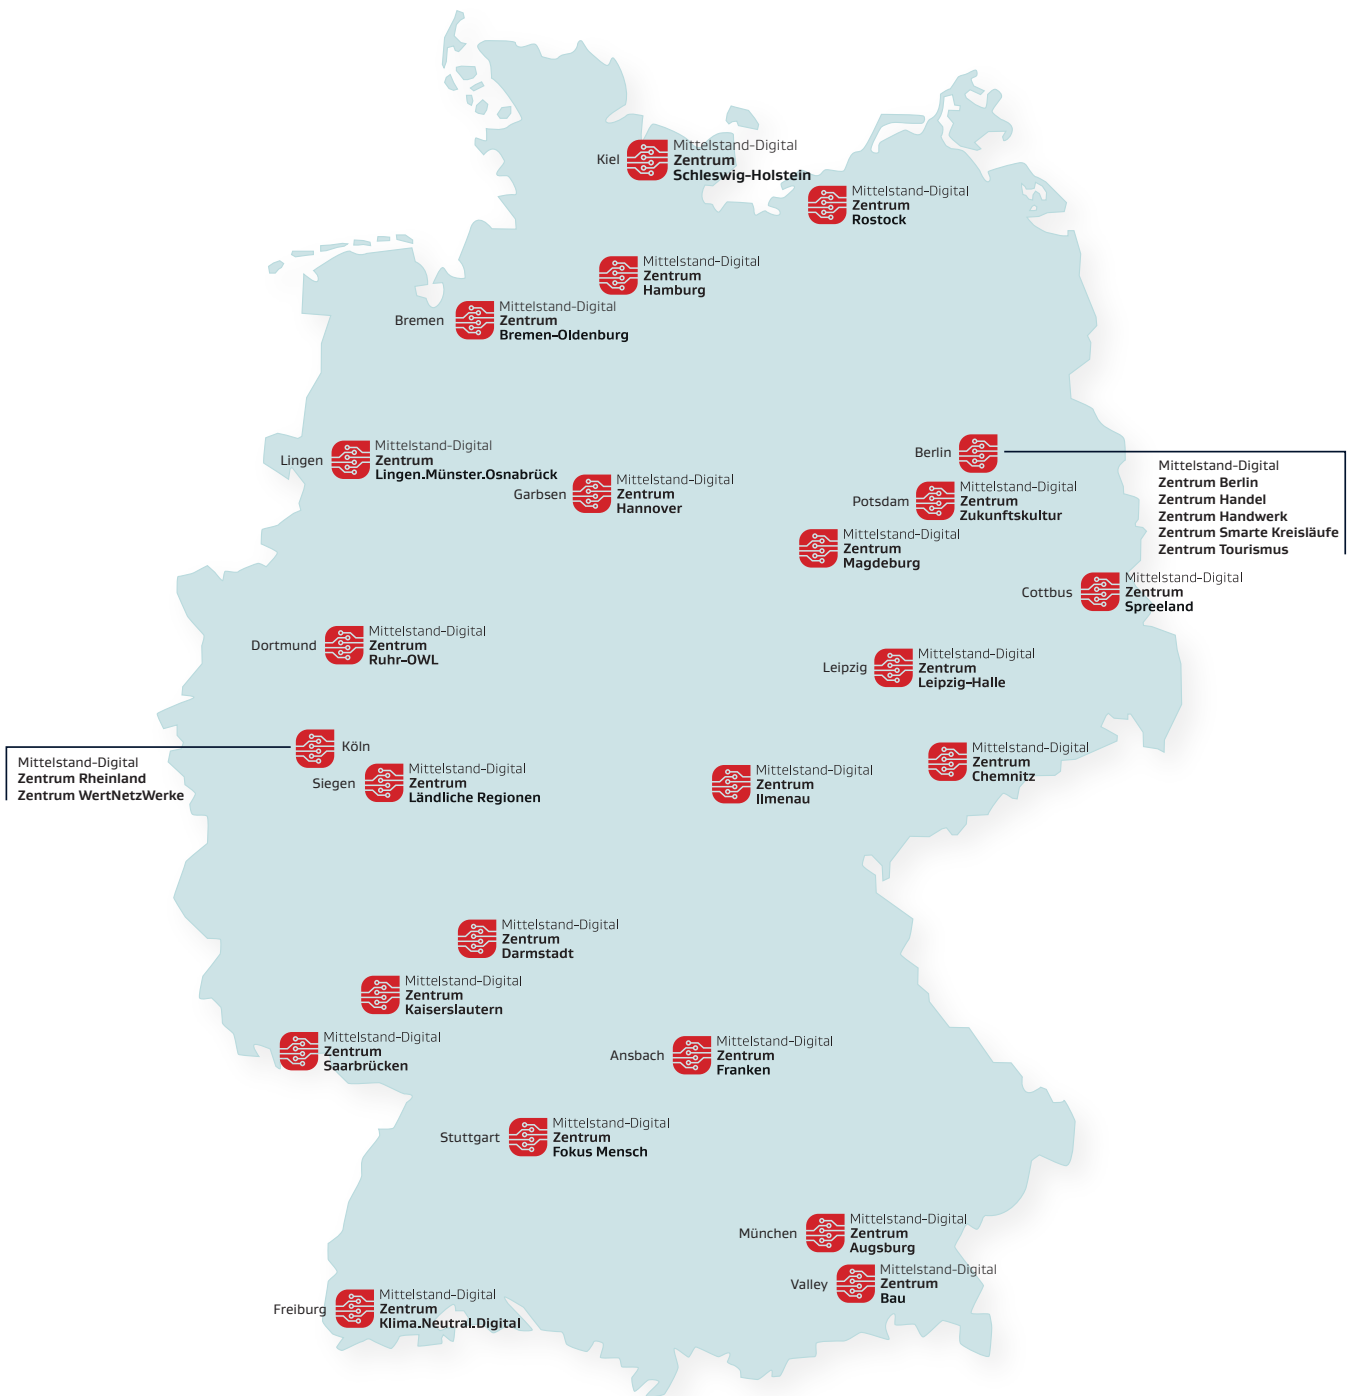 Kiel
Mittelstand-Digital
Zentrum
Schleswig-Holstein
Mittelstand-Digital
Zentrum
Rostock
Mittelstand-Digital
Zentrum
Hamburg
Bremen
Mittelstand-Digital
Zentrum
Bremen-Oldenburg
Lingen
Mittelstand-Digital
Zentrum
Lingen.Münster.Osnabrück
Garbsen
Mittelstand-Digital
Zentrum
Hannover
Berlin
Mittelstand-Digital
Zentrum Berlin
Zentrum Handel
Zentrum Handwerk
Zentrum Smarte Kreisläufe
Zentrum Tourismus
Potsdam
Mittelstand-Digital
Zentrum
Zukunftskultur
Mittelstand-Digital
Zentrum
Magdeburg
Cottbus
Mittelstand-Digital
Zentrum
Spreeland
Dortmund
Mittelstand-Digital
Zentrum
Ruhr-OWL
Leipzig
Mittelstand-Digital
Zentrum
Leipzig-Halle
Köln
Mittelstand-Digital
Zentrum Rheinland
Zentrum WertNetzWerke
Siegen
Mittelstand-Digital
Zentrum
Ländliche Regionen
Mittelstand-Digital
Zentrum
Ilmenau
Mittelstand-Digital
Zentrum
Chemnitz
Mittelstand-Digital
Zentrum
Darmstadt
Mittelstand-Digital
Zentrum
Kaiserslautern
Mittelstand-Digital
Zentrum
Saarbrücken
Ansbach
Mittelstand-Digital
Zentrum
Franken
Stuttgart
Mittelstand-Digital
Zentrum
Fokus Mensch
München
Mittelstand-Digital
Zentrum
Augsburg
Valley
Mittelstand-Digital
Zentrum
Bau
Freiburg
Mittelstand-Digital
Zentrum
Klima.Neutral.Digital